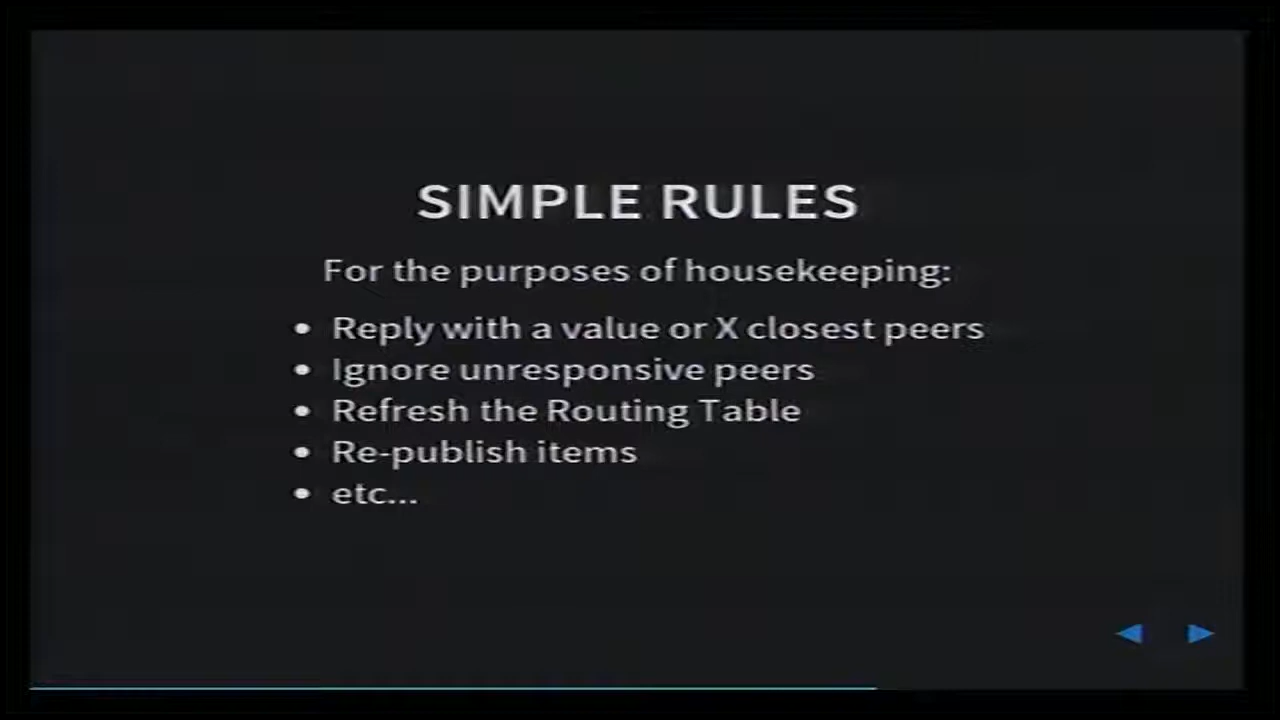 SIMPLE RULES
For the purposes of housekeeping:
• Reply with a value or X closest peers
• Ignore unresponsive peers
• Refresh the Routing Table
• Re-publish items
• etc...